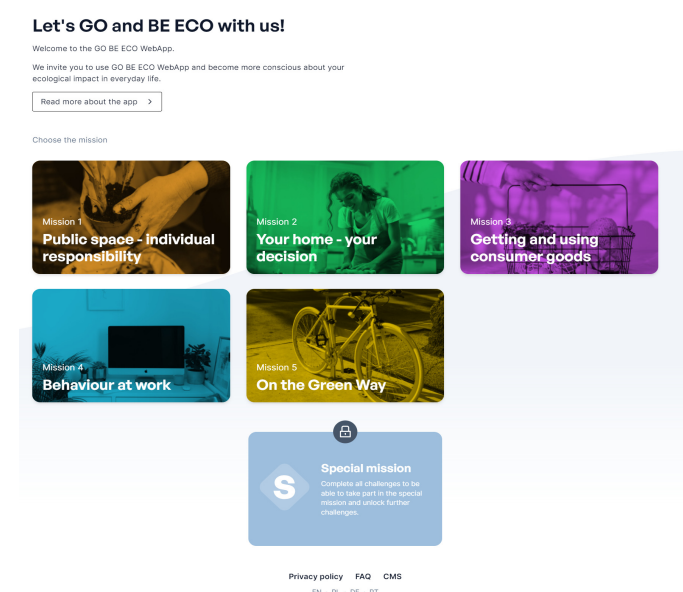 Let's GO and BE ECO with us!
Welcome to the GO BE ECO WebApp.
We invite you to use GO BE ECO WebApp and become more conscious about your
ecological impact in everyday life.
Read more about the app
Choose the mission
Mission 1
Public space - individual
responsibility
Mission 2
Your home - your
decision
Mission 3
Getting and using
consumer goods
Mission 4
Behaviour at work
Mission 5
On the Green Way
S
Special mission
Complete all challenges to be
able to take part in the special
mission and unlock further
challenges.
Privacy policy FAQ CMS